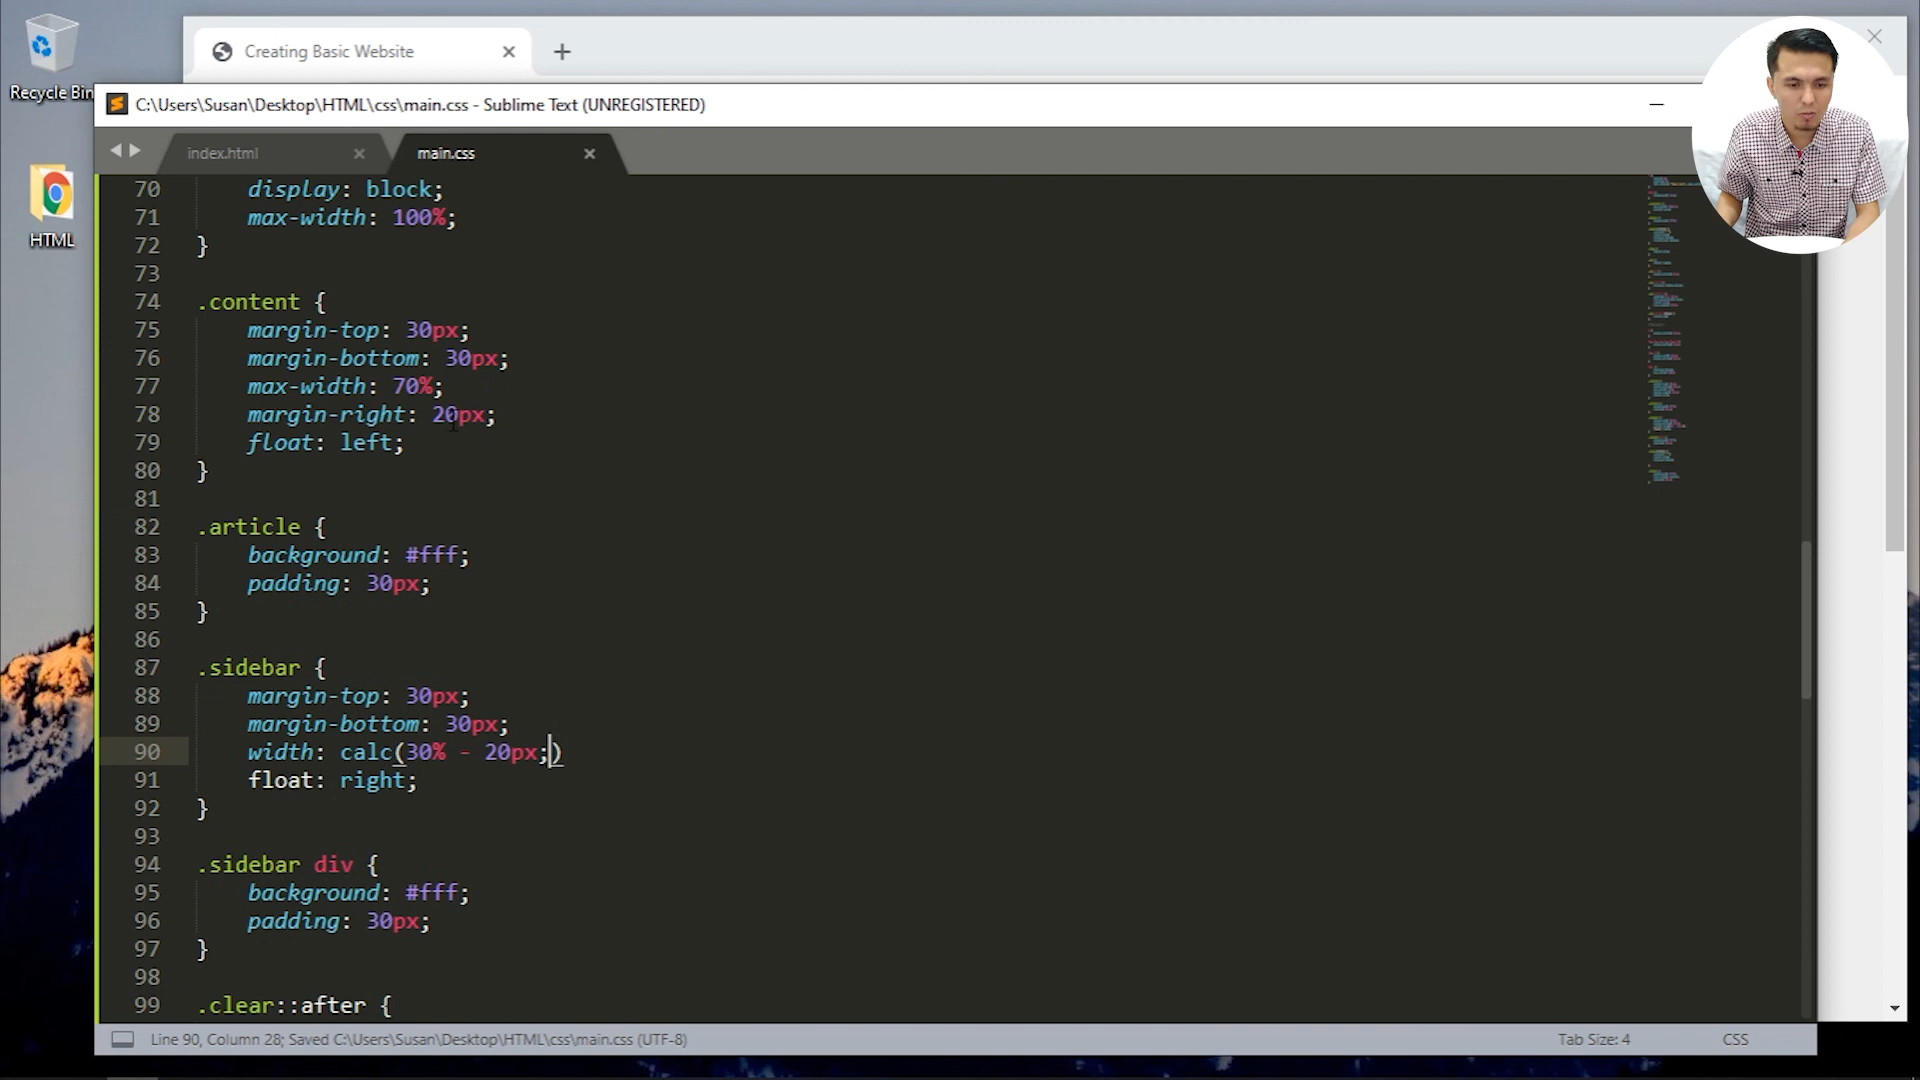 Recycle Bin
HTML
Creating Basic Website
C:\Users\Susan\Desktop\HTML\css\main.css - Sublime Text (UNREGISTERED)
index.html
main.css
70 display: block;
71 max-width: 100%;
72 }
73
74 .content {
75 margin-top: 30px;
76 margin-bottom: 30px;
77 max-width: 70%;
78 margin-right: 20px;
79 float: left;
80 }
81
82 .article {
83 background: #fff;
84 padding: 30px;
85 }
86
87 .sidebar {
88 margin-top: 30px;
89 margin-bottom: 30px;
90 width: calc(30% - 20px;)
91 float: right;
92 }
93
94 .sidebar div {
95 background: #fff;
96 padding: 30px;
97 }
98
99 .clear::after {
Line 90, Column 28; Saved C:\Users\Susan\Desktop\HTML\css\main.css (UTF-8)
Tab Size: 4
CSS